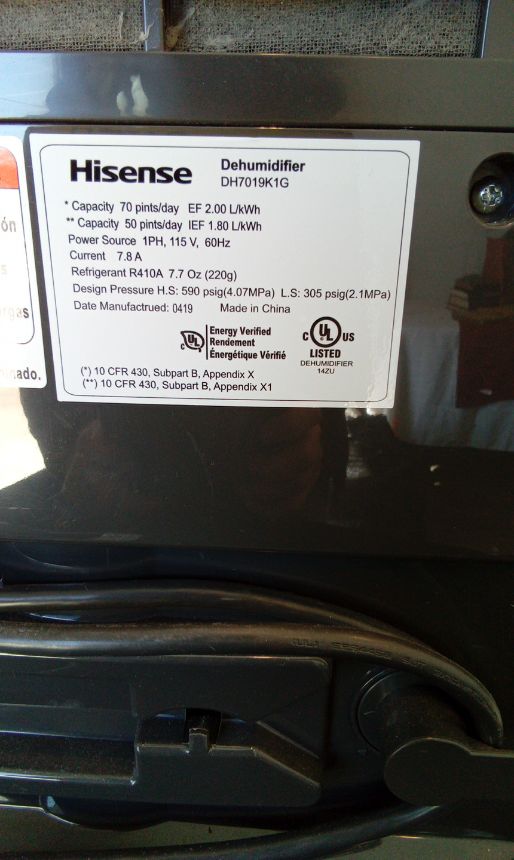 Hisense
Dehumidifier
DH7019K1G
* Capacity 70 pints/day EF 2.00 L/kWh
** Capacity 50 pints/day IEF 1.80 L/kWh
Power Source 1PH, 115 V, 60Hz
Current 7.8 A
Refrigerant R410A 7.7 Oz (220g)
Design Pressure H.S: 590 psig(4.07MPa) L.S: 305 psig(2.1MPa)
Date Manufactrued: 0419 Made in China
UL
Energy Verified
Rendement
Énergétique Vérifié
C UL US
LISTED
DEHUMIDIFIER
14ZU
(*) 10 CFR 430, Subpart B, Appendix X
(**) 10 CFR 430, Subpart B, Appendix X1